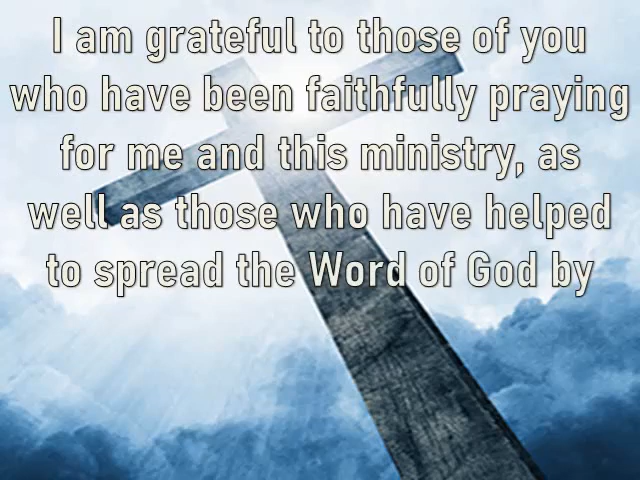 I am grateful to those of you
who have been faithfully praying
for me and this ministry, as
well as those who have helped
to spread the Word of God by